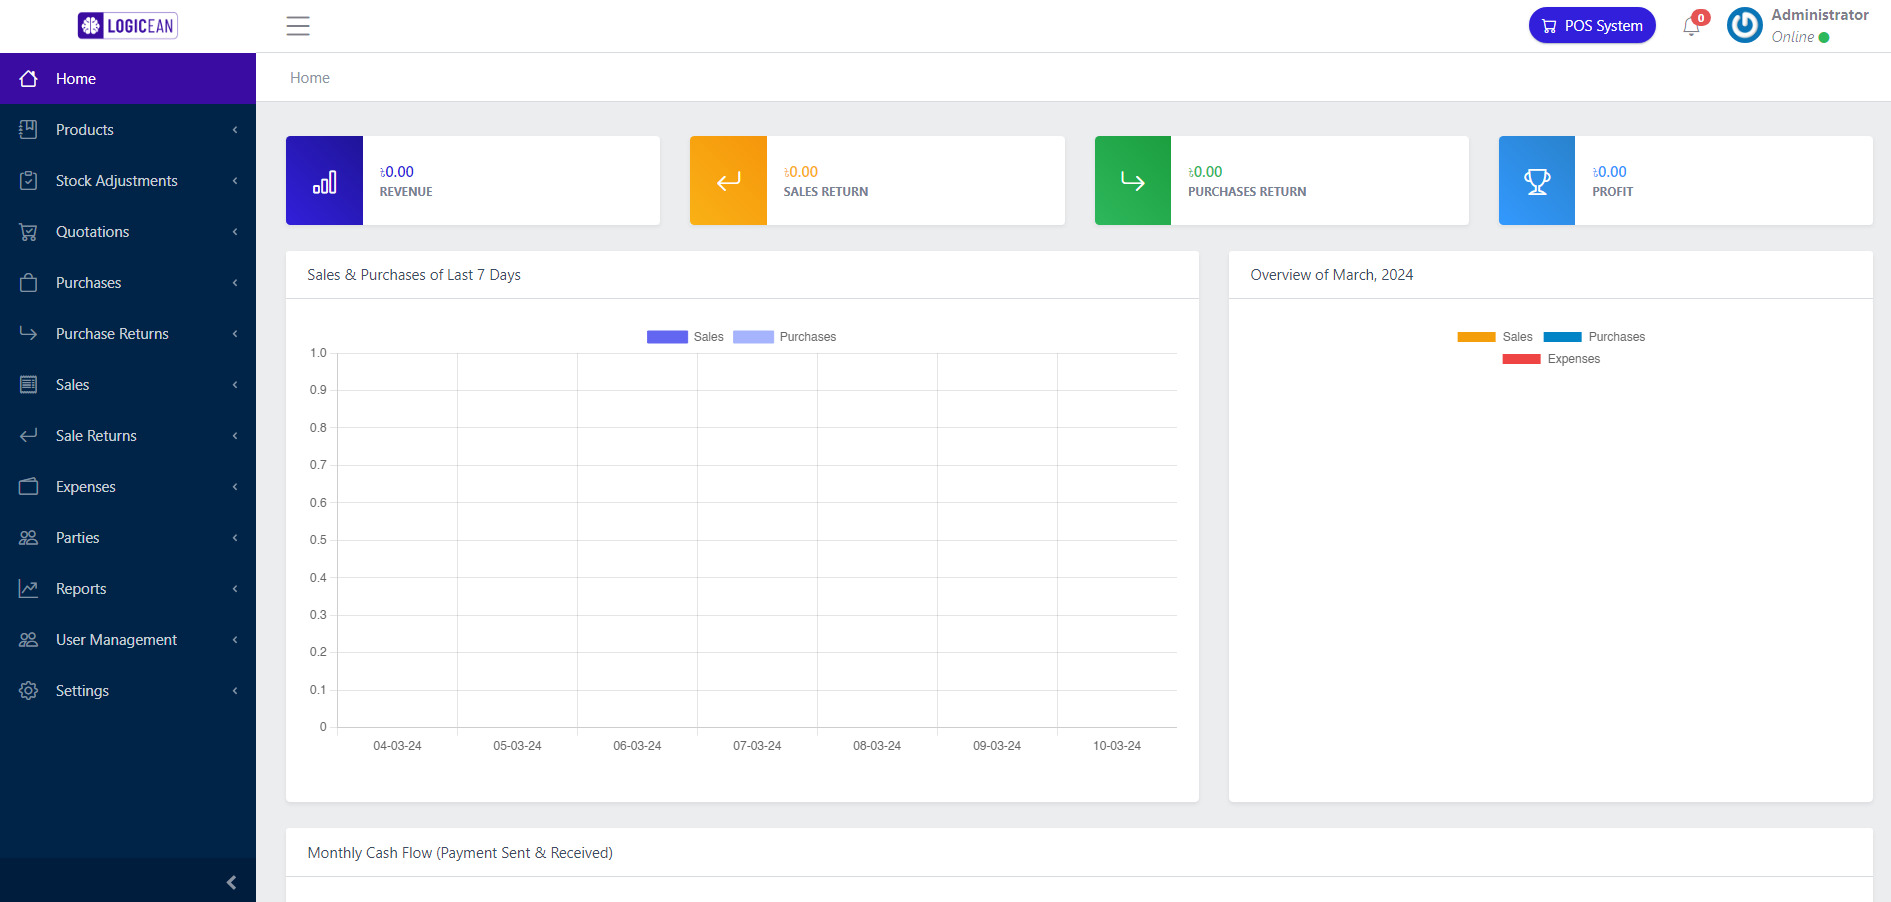 LOGICEAN
POS System
0
Administrator
Online
Home
Products
Stock Adjustments
Quotations
Purchases
Purchase Returns
Sales
Sale Returns
Expenses
Parties
Reports
User Management
Settings
Home
৳0.00
REVENUE
৳0.00
SALES RETURN
৳0.00
PURCHASES RETURN
৳0.00
PROFIT
Sales & Purchases of Last 7 Days
Sales Purchases
1.0
0.9
0.8
0.7
0.6
0.5
0.4
0.3
0.2
0.1
0
04-03-24 05-03-24 06-03-24 07-03-24 08-03-24 09-03-24 10-03-24
Overview of March, 2024
Sales Purchases
Expenses
Monthly Cash Flow (Payment Sent & Received)